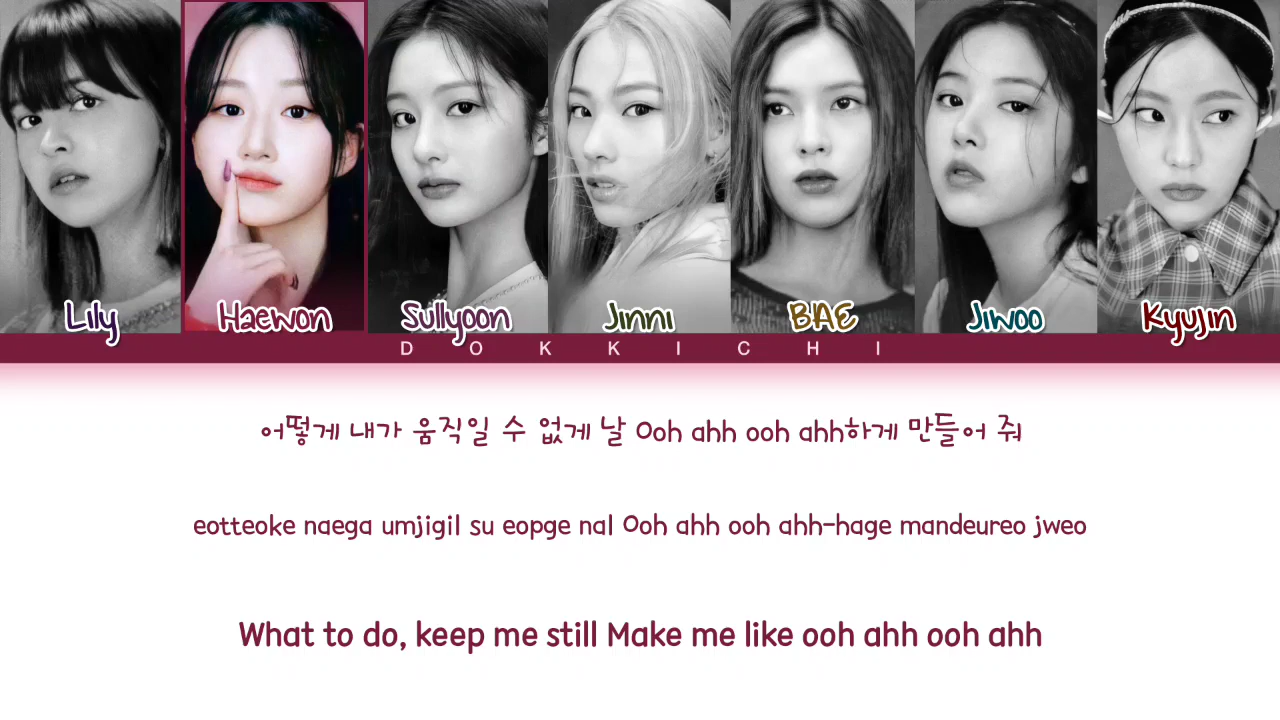 Lily Haewon Sullyoon Jinni BAE Jiwoo Kyujin
DOKKICHI
어떻게 내가 움직일 수 없게 날 Ooh ahh ooh ahh하게 만들어 줘
eotteoke naega umjigil su eopge nal Ooh ahh ooh ahh-hage mandeureo jweo
What to do, keep me still Make me like ooh ahh ooh ahh